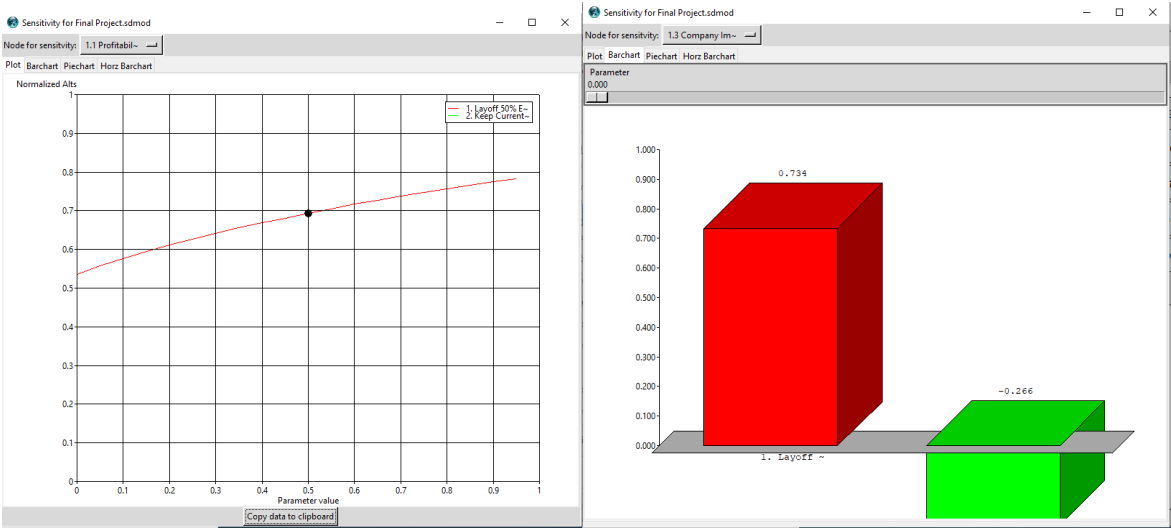 Sensitivity for Final Project.sdmod
Node for sensitivity: 1.1 Profitabil~
Plot Barchart Piechart Horz Barchart
Normalized Alts
1
0.9
0.8
0.7
0.6
0.5
0.4
0.3
0.2
0.1
0
1. Layoff 50% E~
2. Keep Current~
0 0.1 0.2 0.3 0.4 0.5 0.6 0.7 0.8 0.9 1
Parameter value
Copy data to clipboard
Sensitivity for Final Project.sdmod
Node for sensitivity: 1.3 Company Im~
Plot Barchart Piechart Horz Barchart
Parameter
0.000
1.000
0.900
0.800
0.700
0.600
0.500
0.400
0.300
0.200
0.100
0.000
0.734
-0.266
1. Layoff ~